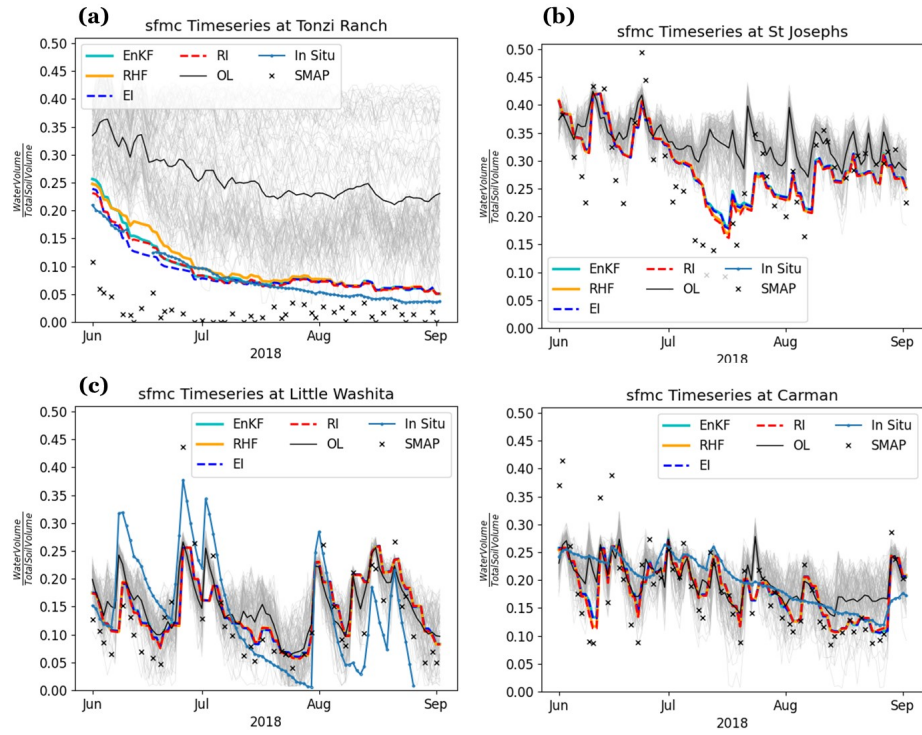 (a)
sfmc Timeseries at Tonzi Ranch
EnKF
RHF
EI
RI
OL
In Situ
SMAP
0.50
0.45
0.40
0.35
0.30
0.25
0.20
0.15
0.10
0.05
0.00
WaterVolume
TotalSoilVolume
Jun
Jul
Aug
Sep
2018
(b)
sfmc Timeseries at St Josephs
0.50
0.45
0.40
0.35
0.30
0.25
0.20
0.15
0.10
0.05
0.00
WaterVolume
TotalSoilVolume
EnKF
RHF
EI
RI
OL
In Situ
SMAP
Jun
Jul
Aug
Sep
2018
(c)
sfmc Timeseries at Little Washita
EnKF
RHF
EI
RI
OL
In Situ
SMAP
0.50
0.45
0.40
0.35
0.30
0.25
0.20
0.15
0.10
0.05
0.00
WaterVolume
TotalSoilVolume
Jun
Jul
Aug
Sep
2018
sfmc Timeseries at Carman
EnKF
RHF
EI
RI
OL
In Situ
SMAP
0.50
0.45
0.40
0.35
0.30
0.25
0.20
0.15
0.10
0.05
0.00
WaterVolume
TotalSoilVolume
Jun
Jul
Aug
Sep
2018